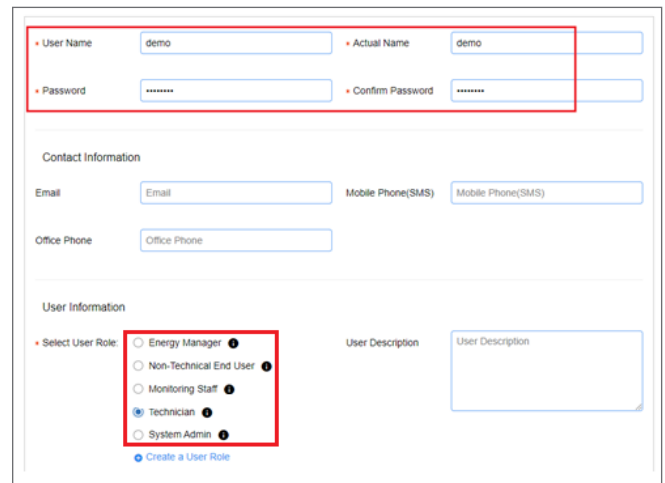 * User Name demo * Actual Name demo
* Password •••••••• * Confirm Password ••••••••
Contact Information
Email Email Mobile Phone(SMS) Mobile Phone(SMS)
Office Phone Office Phone
User Information
* Select User Role: Energy Manager User Description User Description
Non-Technical End User
Monitoring Staff
Technician
System Admin
Create a User Role